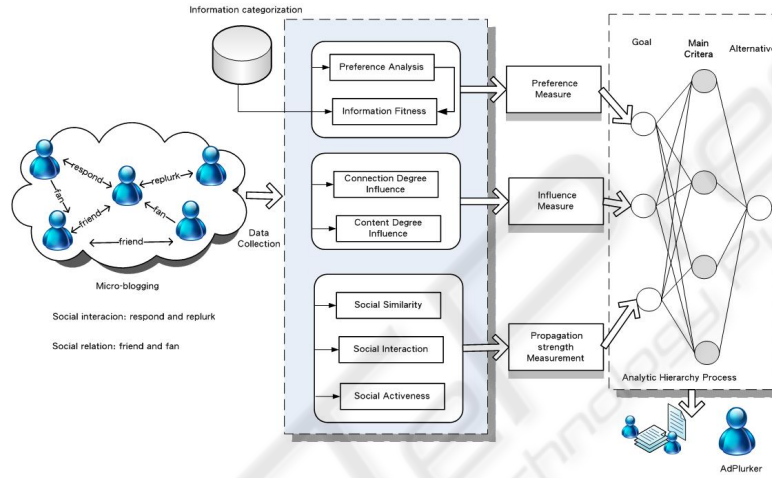 Information categorization
Goal
Main
Critera
Alternative
Preference Analysis
Information Fitness
Preference
Measure
respond
replurk
fan
friend
fan
friend
Data
Collection
Micro-blogging
Connection Degree
Influence
Content Degree
Influence
Influence
Measure
Social interacion: respond and replurk
Social relation: friend and fan
Social Similarity
Social Interaction
Social Activeness
Propagation
strength
Measurement
Analytic Hierarchy Process
AdPlurker